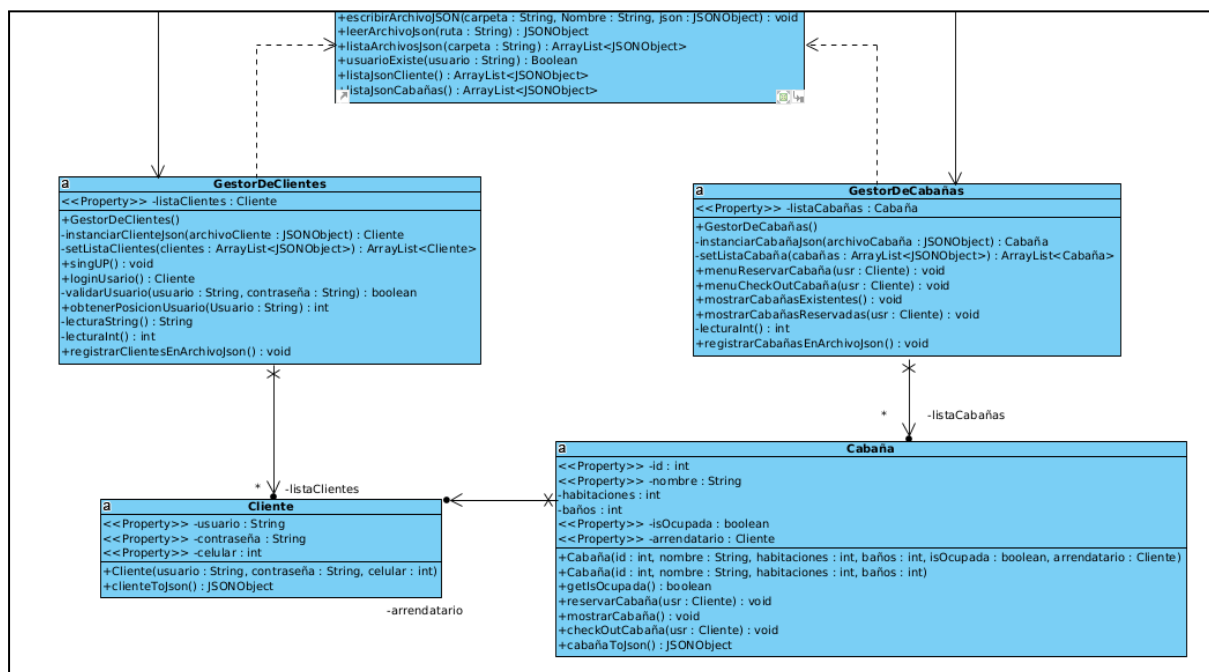 +escribirArchivoJSON(carpeta : String, Nombre : String, json : JSONObject) : void
+leerArchivoJson(ruta : String) : JSONObject
+listaArchivosJson(carpeta : String) : ArrayList<JSONObject>
+usuarioExiste(usuario : String) : Boolean
+listaJsonCliente() : ArrayList<JSONObject>
listaJsonCabañas() : ArrayList<JSONObject>
a
GestorDeClientes
<<Property>> -listaClientes : Cliente
+GestorDeClientes()
-instanciarClienteJson(archivoCliente : JSONObject) : Cliente
-setListaClientes(clientes : ArrayList<JSONObject>) : ArrayList<Cliente>
+singUP() : void
+loginUsario() : Cliente
-validarUsuario(usuario : String, contraseña : String) : boolean
+obtenerPosicionUsuario(Usuario : String) : int
-lecturaString() : String
-lecturaInt() : int
+registrarClientesEnArchivoJson() : void
a
GestorDeCabañas
<<Property>> -listaCabañas : Cabaña
+GestorDeCabañas()
-instanciarCabañaJson(archivoCabaña : JSONObject) : Cabaña
-setListaCabaña(cabañas : ArrayList<JSONObject>) : ArrayList<Cabaña>
+menuReservarCabaña(usr : Cliente) : void
+menuCheckOutCabaña(usr : Cliente) : void
+mostrarCabañasExistentes() : void
+mostrarCabañasReservadas(usr : Cliente) : void
-lecturaInt() : int
+registrarCabañasEnArchivoJson() : void
* -listaClientes
* -listaCabañas
a
Cliente
<<Property>> -usuario : String
<<Property>> -contraseña : String
<<Property>> -celular : int
+Cliente(usuario : String, contraseña : String, celular : int)
+clienteToJson() : JSONObject
-arrendatario
a
Cabaña
<<Property>> -id : int
<<Property>> -nombre : String
-habitaciones : int
-baños : int
<<Property>> -isOcupada : boolean
<<Property>> -arrendatario : Cliente
+Cabaña(id : int, nombre : String, habitaciones : int, baños : int, isOcupada : boolean, arrendatario : Cliente)
+Cabaña(id : int, nombre : String, habitaciones : int, baños : int)
+getIsOcupada() : boolean
+reservarCabaña(usr : Cliente) : void
+mostrarCabaña() : void
+checkOutCabaña(usr : Cliente) : void
+cabañaToJson() : JSONObject